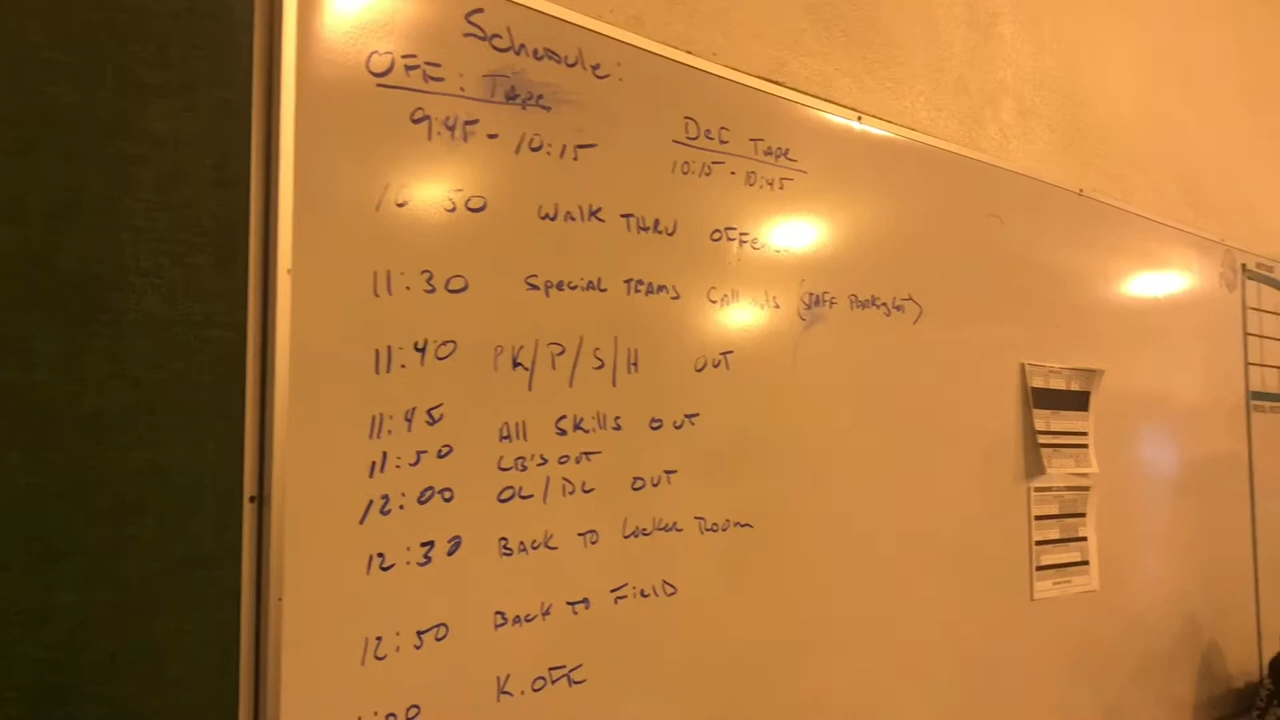 Schedule:
OFF: Tape
9:45 - 10:15
Def Tape
10:15 - 10:45
10:50 Walk THRU OFFense
11:30 Special TEAMS Call outs (STAFF Parking Lot)
11:40 PK/P/S/H OUT
11:45 All Skills OUT
11:50 LB'S OUT
12:00 OL/DL OUT
12:30 BACK TO Locker Room
12:50 BACK TO FIELD
1:00 K.OFF